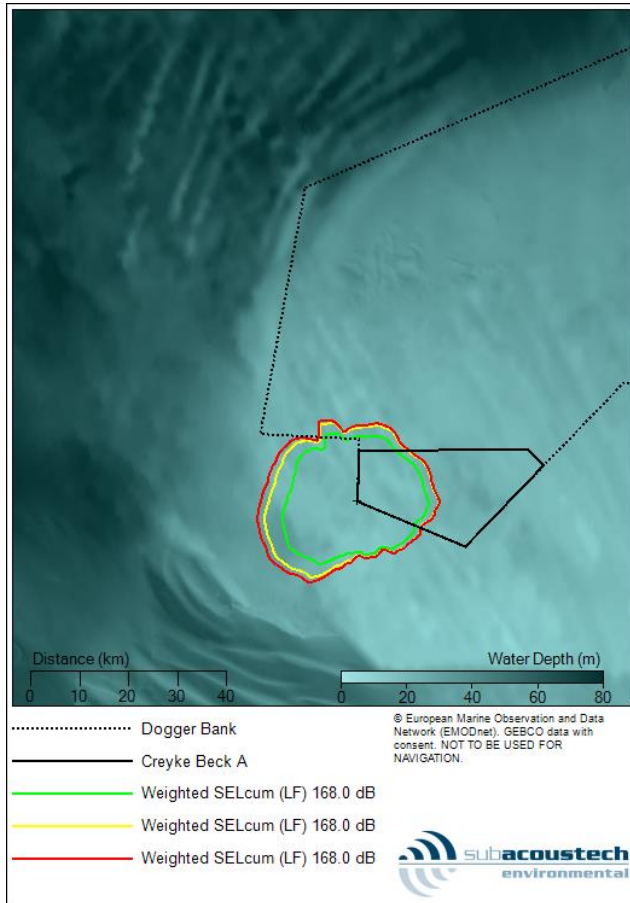 Distance (km)
0 10 20 30 40
Water Depth (m)
0 20 40 60 80
Dogger Bank
Creyke Beck A
Weighted SELcum (LF) 168.0 dB
Weighted SELcum (LF) 168.0 dB
Weighted SELcum (LF) 168.0 dB
© European Marine Observation and Data
Network (EMODnet). GEBCO data with
consent. NOT TO BE USED FOR
NAVIGATION.
subacoustech
environmental